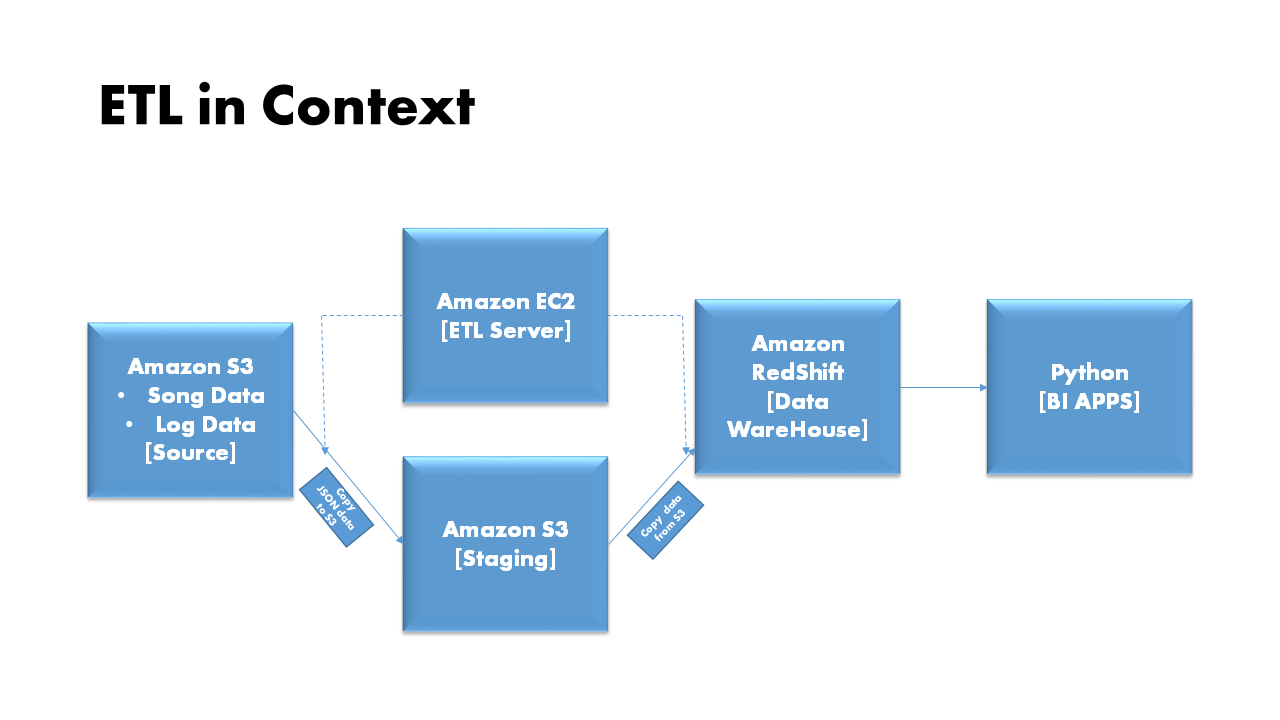 ETL in Context
Amazon EC2
[ETL Server]
Amazon S3
• Song Data
• Log Data
[Source]
Amazon
RedShift
[Data
WareHouse]
Python
[BI APPS]
Copy
JSON data
to S3
Amazon S3
[Staging]
Copy data
from S3